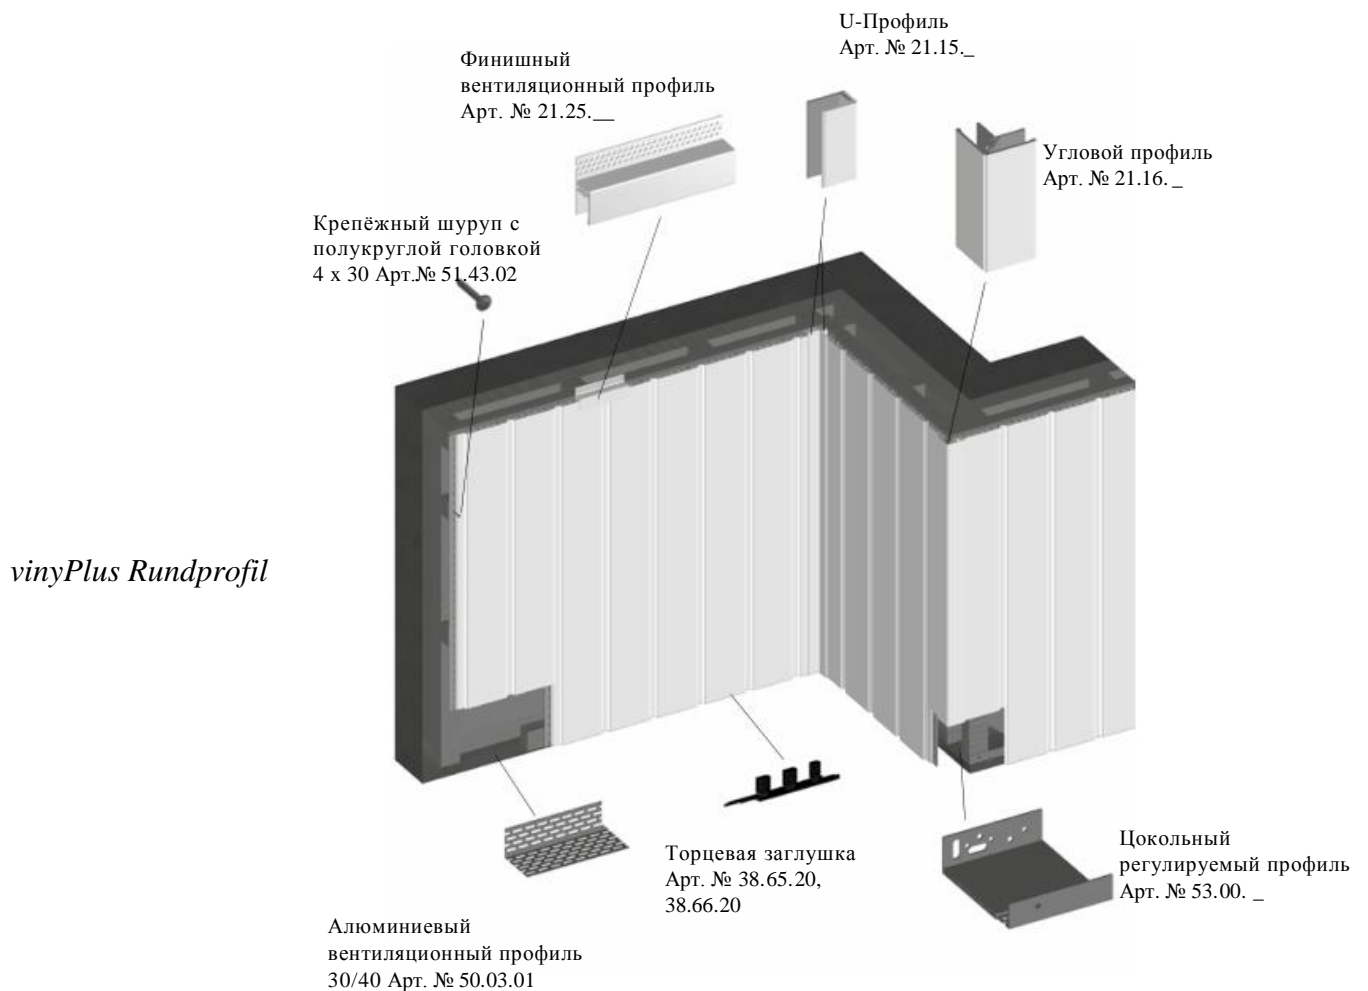 U-Профиль
Арт. № 21.15._
Финишный
вентиляционный профиль
Арт. № 21.25.__
Угловой профиль
Арт. № 21.16. _
Крепёжный шуруп с
полукруглой головкой
4 х 30 Арт.№ 51.43.02
vinyPlus Rundprofil
Торцевая заглушка
Арт. № 38.65.20,
38.66.20
Цокольный
регулируемый профиль
Арт. № 53.00. _
Алюминиевый
вентиляционный профиль
30/40 Арт. № 50.03.01